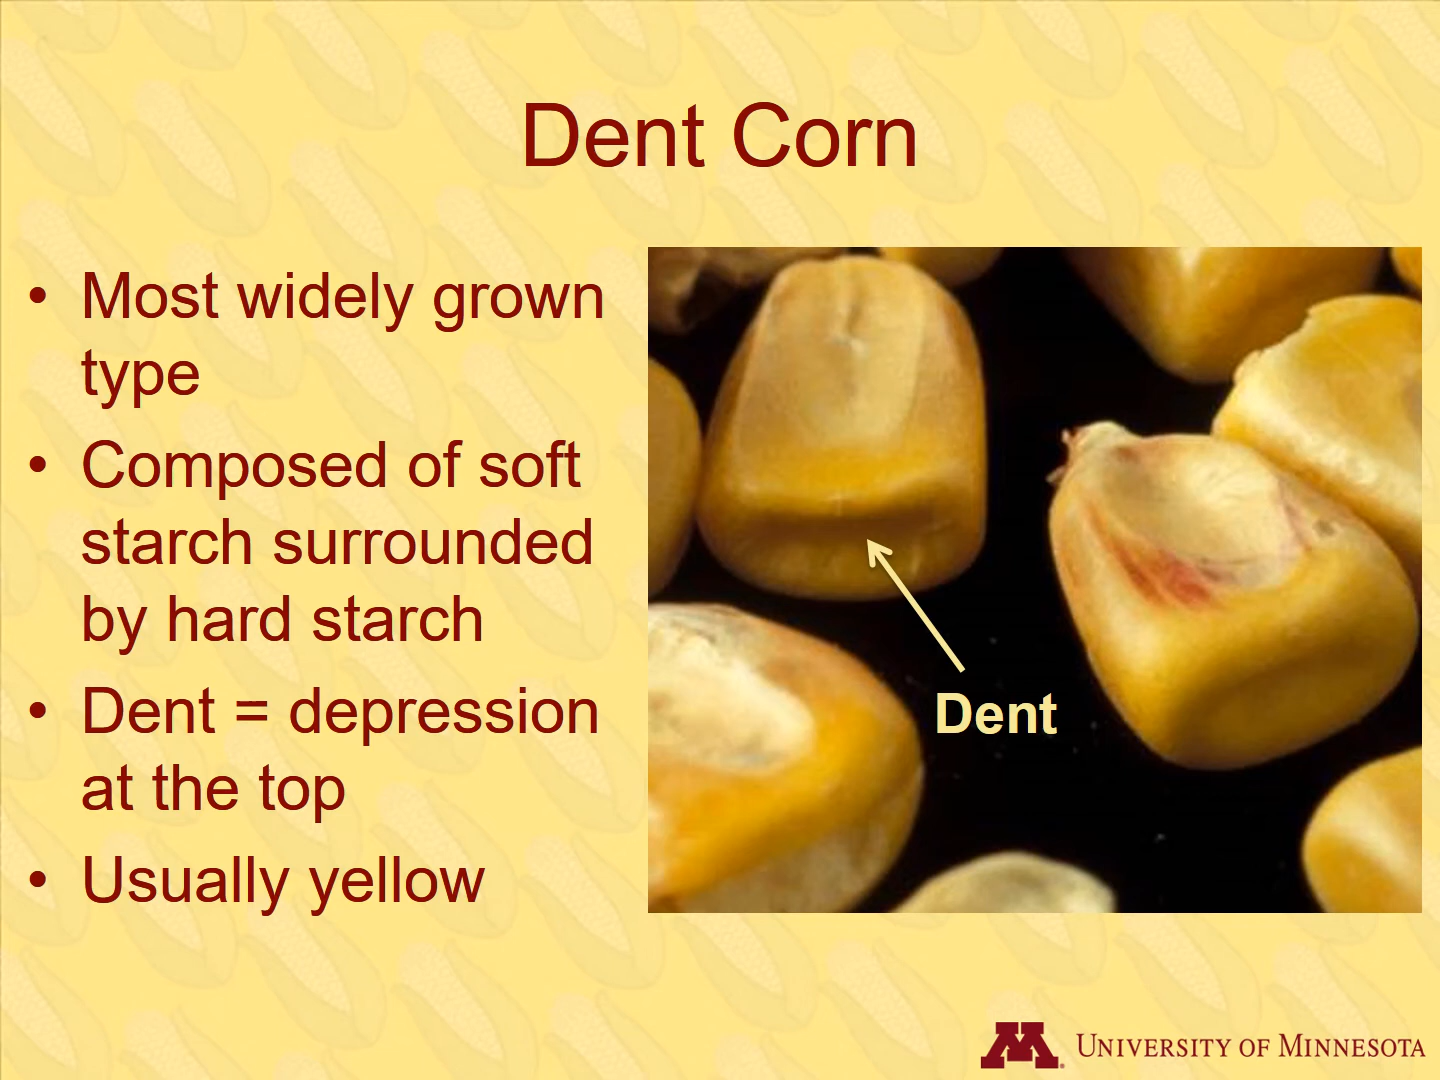 Dent Corn
• Most widely grown
type
• Composed of soft
starch surrounded
by hard starch
• Dent = depression
at the top
• Usually yellow
Dent
M
UNIVERSITY OF MINNESOTA